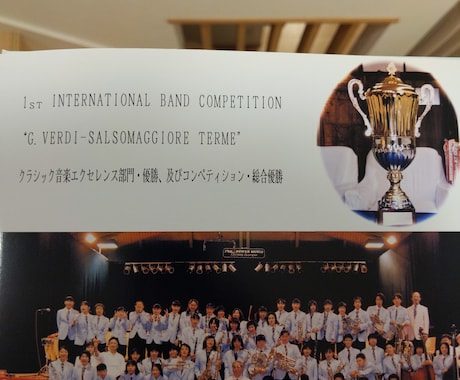 1ST INTERNATIONAL BAND COMPETITION
"G. VERDI-SALSOMAGGIORE TERME"
クラシック音楽エクセレンス部門・優勝、及びコンペティション・総合優勝